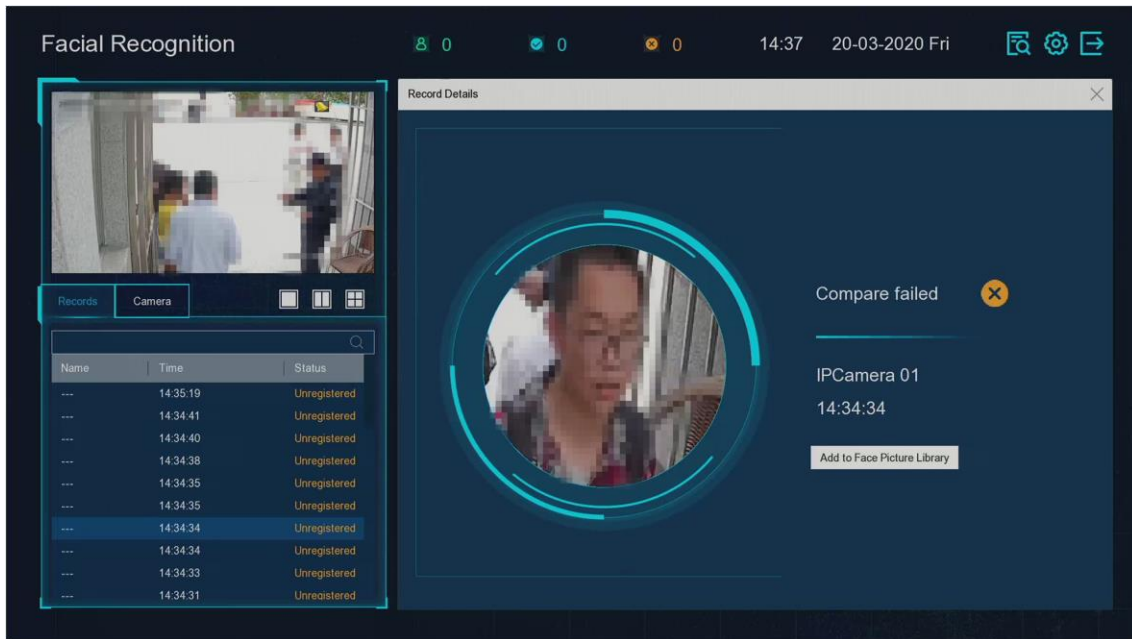 Facial Recognition 0 0 0 14:37 20-03-2020 Fri
Records Camera
Name Time Status
--- 14:35:19 Unregistered
--- 14:34:41 Unregistered
--- 14:34:40 Unregistered
--- 14:34:38 Unregistered
--- 14:34:35 Unregistered
--- 14:34:35 Unregistered
--- 14:34:34 Unregistered
--- 14:34:34 Unregistered
--- 14:34:33 Unregistered
--- 14:34:31 Unregistered
Record Details
Compare failed
IPCamera 01
14:34:34
Add to Face Picture Library